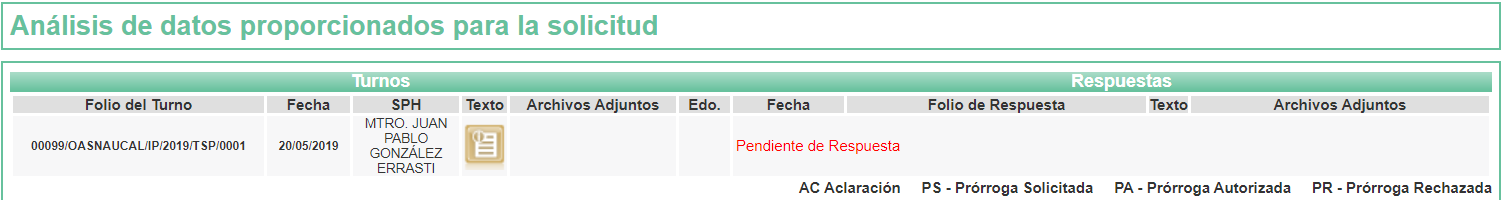 Análisis de datos proporcionados para la solicitud
Turnos Respuestas
Folio del Turno Fecha SPH Texto Archivos Adjuntos Edo. Fecha Folio de Respuesta Texto Archivos Adjuntos
00099/OASNAUCAL/IP/2019/TSP/0001 20/05/2019 MTRO. JUAN
PABLO
GONZÁLEZ
ERRASTI
Pendiente de Respuesta
AC Aclaración PS - Prórroga Solicitada PA - Prórroga Autorizada PR - Prórroga Rechazada